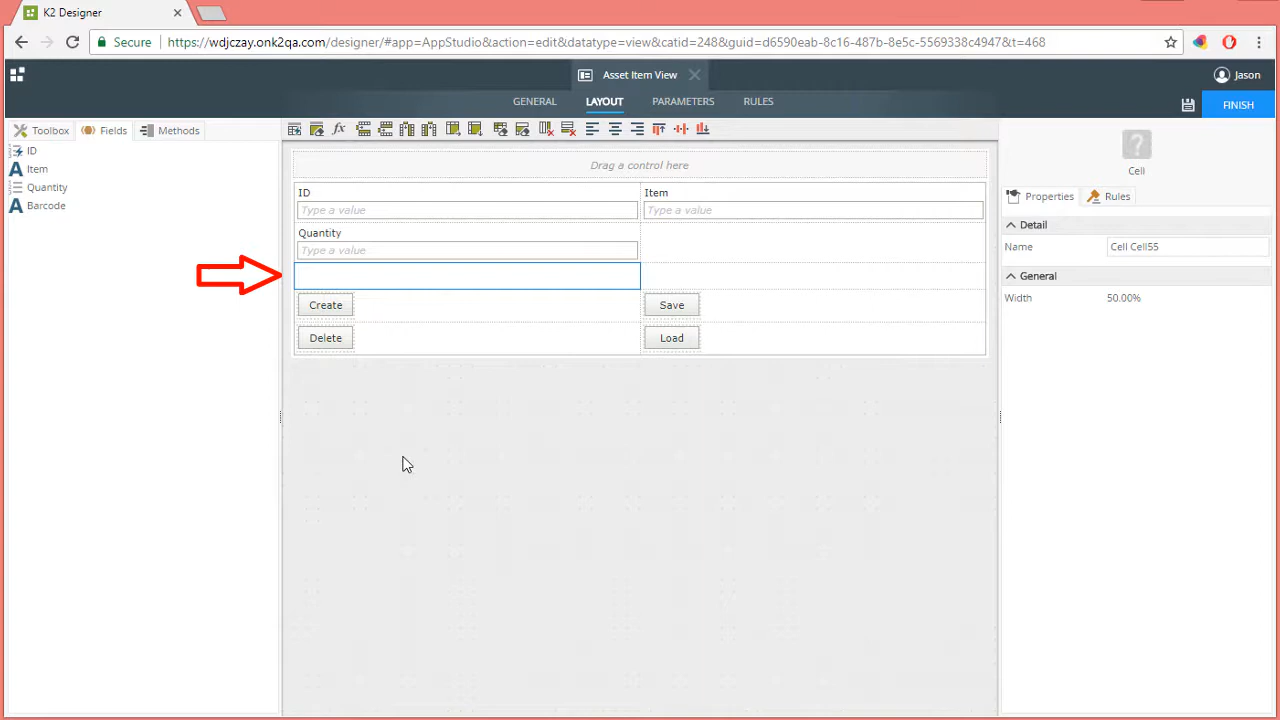 K2 Designer
Secure https://wdjczay.onk2qa.com/designer/#app=AppStudio&action=edit&datatype=view&catid=248&guid=d6590eab-8c16-487b-8e5c-5569338c4947&t=468
Asset Item View
Jason
GENERAL LAYOUT PARAMETERS RULES
FINISH
Toolbox Fields Methods
ID
Item
Quantity
Barcode
Drag a control here
ID Item
Type a value Type a value
Quantity
Type a value
Create Save
Delete Load
Cell
Properties Rules
Detail
Name Cell Cell55
General
Width 50.00%